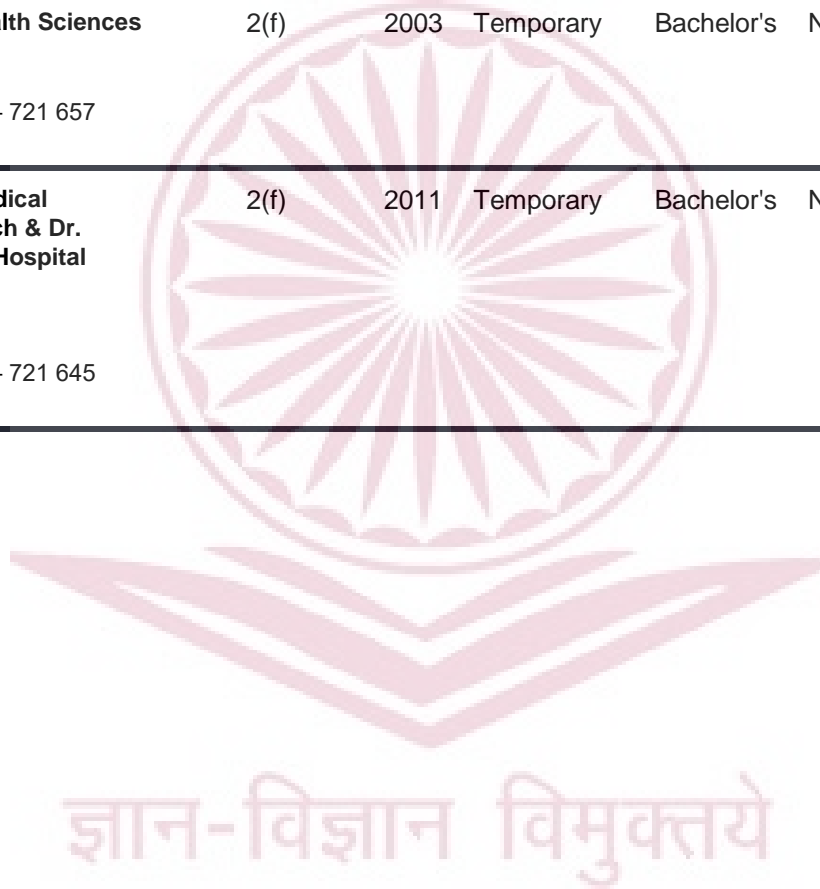 alth Sciences 2(f) 2003 Temporary Bachelor's N
- 721 657
dical 2(f) 2011 Temporary Bachelor's N
ch & Dr.
Hospital
- 721 645
ज्ञान-विज्ञान विमुक्तये